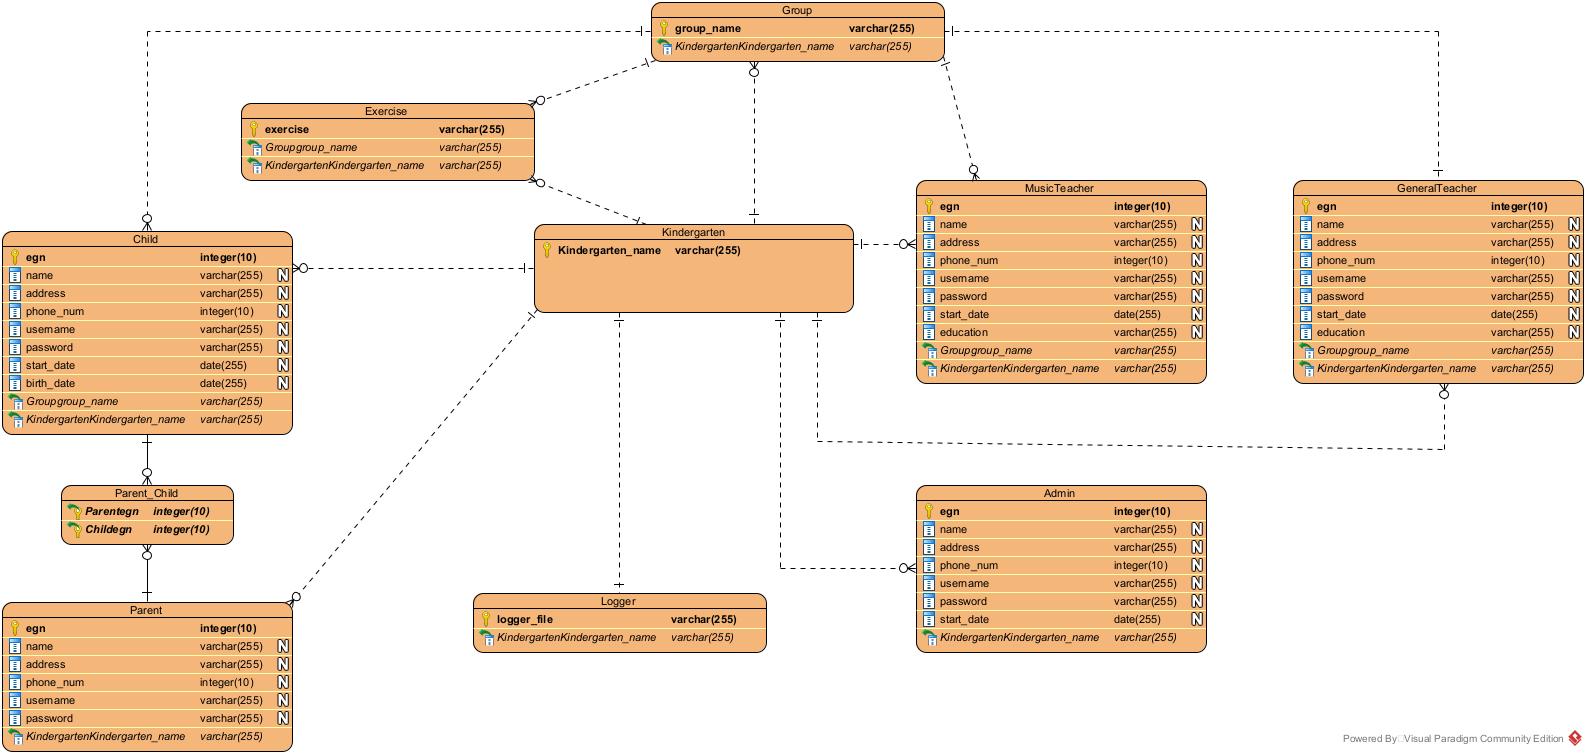 Group
group_name varchar(255)
KindergartenKindergarten_name varchar(255)
Exercise
exercise varchar(255)
Groupgroup_name varchar(255)
KindergartenKindergarten_name varchar(255)
Child
egn integer(10)
name varchar(255) N
address varchar(255) N
phone_num integer(10) N
username varchar(255) N
password varchar(255) N
start_date date(255) N
birth_date date(255) N
Groupgroup_name varchar(255)
KindergartenKindergarten_name varchar(255)
Kindergarten
Kindergarten_name varchar(255)
MusicTeacher
egn integer(10)
name varchar(255) N
address varchar(255) N
phone_num integer(10) N
username varchar(255) N
password varchar(255) N
start_date date(255) N
education varchar(255) N
Groupgroup_name varchar(255)
KindergartenKindergarten_name varchar(255)
GeneralTeacher
egn integer(10)
name varchar(255) N
address varchar(255) N
phone_num integer(10) N
username varchar(255) N
password varchar(255) N
start_date date(255) N
education varchar(255) N
Groupgroup_name varchar(255)
KindergartenKindergarten_name varchar(255)
Parent_Child
Parentegn integer(10)
Childegn integer(10)
Parent
egn integer(10)
name varchar(255) N
address varchar(255) N
phone_num integer(10) N
username varchar(255) N
password varchar(255) N
KindergartenKindergarten_name varchar(255)
Logger
logger_file varchar(255)
KindergartenKindergarten_name varchar(255)
Admin
egn integer(10)
name varchar(255) N
address varchar(255) N
phone_num integer(10) N
username varchar(255) N
password varchar(255) N
start_date date(255) N
KindergartenKindergarten_name varchar(255)
Powered By Visual Paradigm Community Edition